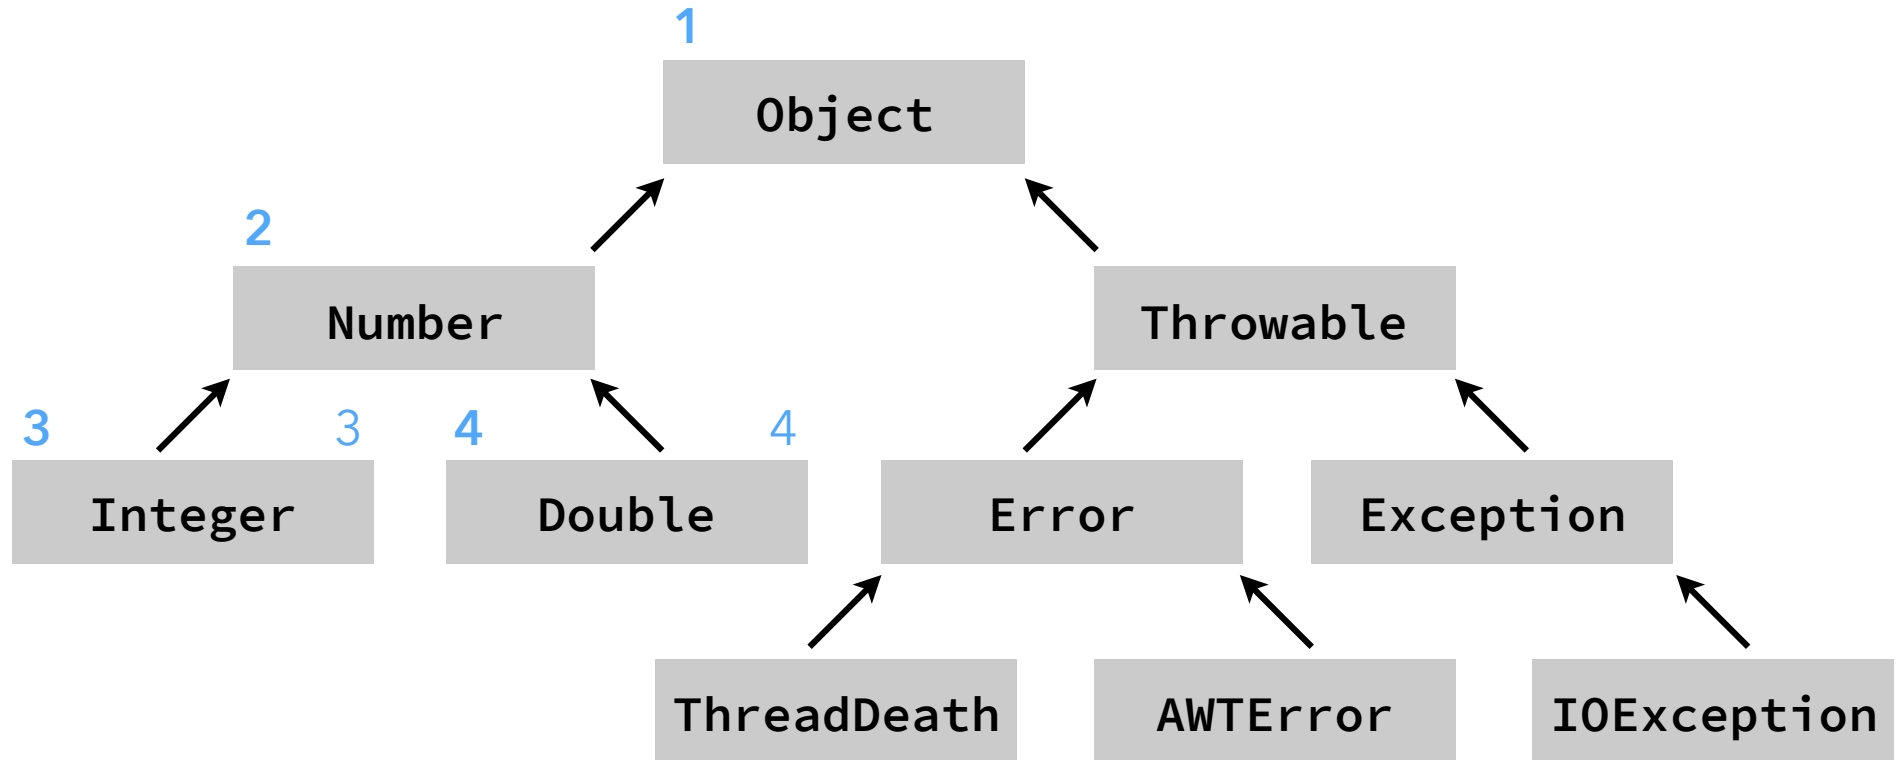 1
Object
2
Number
Throwable
3 3 4 4
Integer Double Error Exception
ThreadDeath AWTError IOException